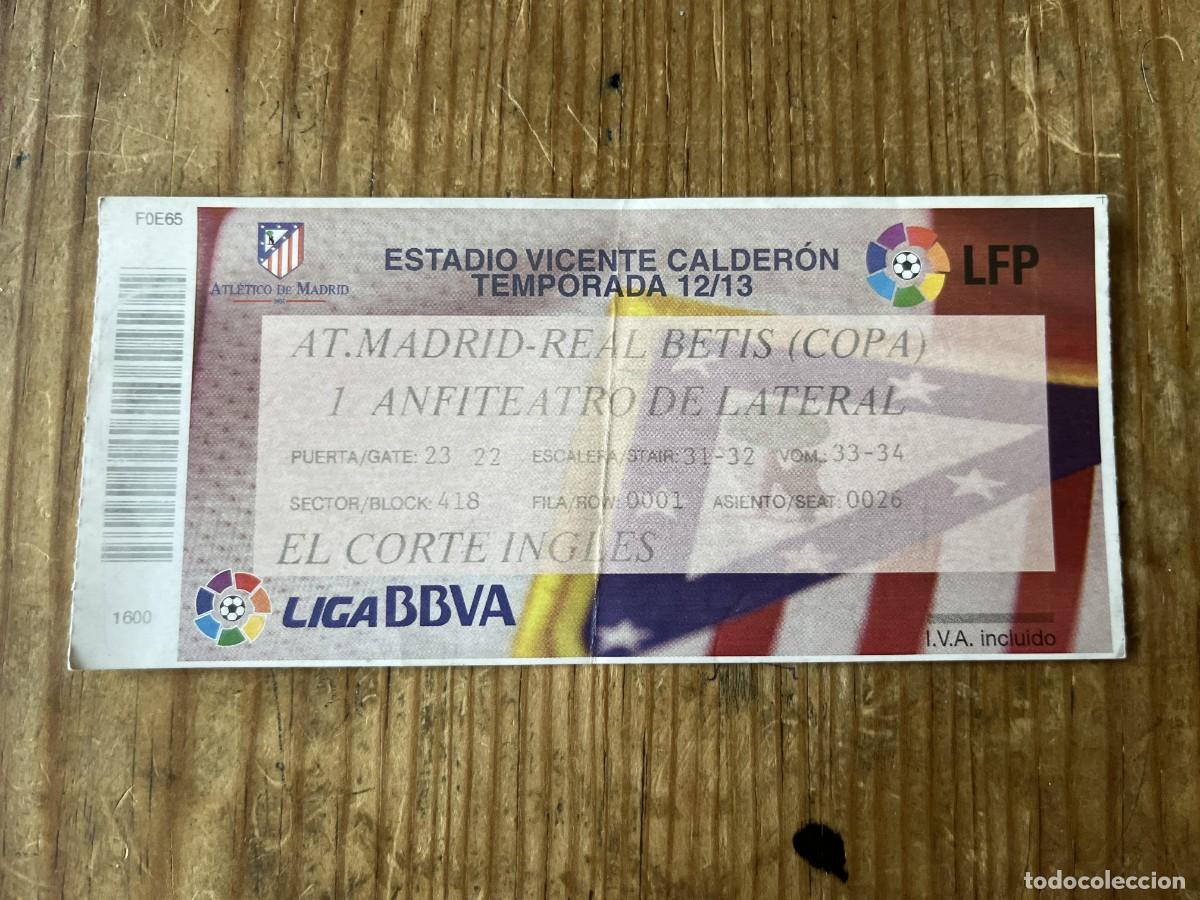 F0E65
ATLÉTICO DE MADRID
ESTADIO VICENTE CALDERÓN
TEMPORADA 12/13
LFP
AT.MADRID-REAL BETIS (COPA)
1 ANFITEATRO DE LATERAL
PUERTA/GATE: 23 22 ESCALERA/STAIR: 31-32 VOM.: 33-34
SECTOR/BLOCK: 418 FILA/ROW: 0001 ASIENTO/SEAT: 0026
EL CORTE INGLES
LIGA BBVA
1600
I.V.A. incluido
todocoleccion